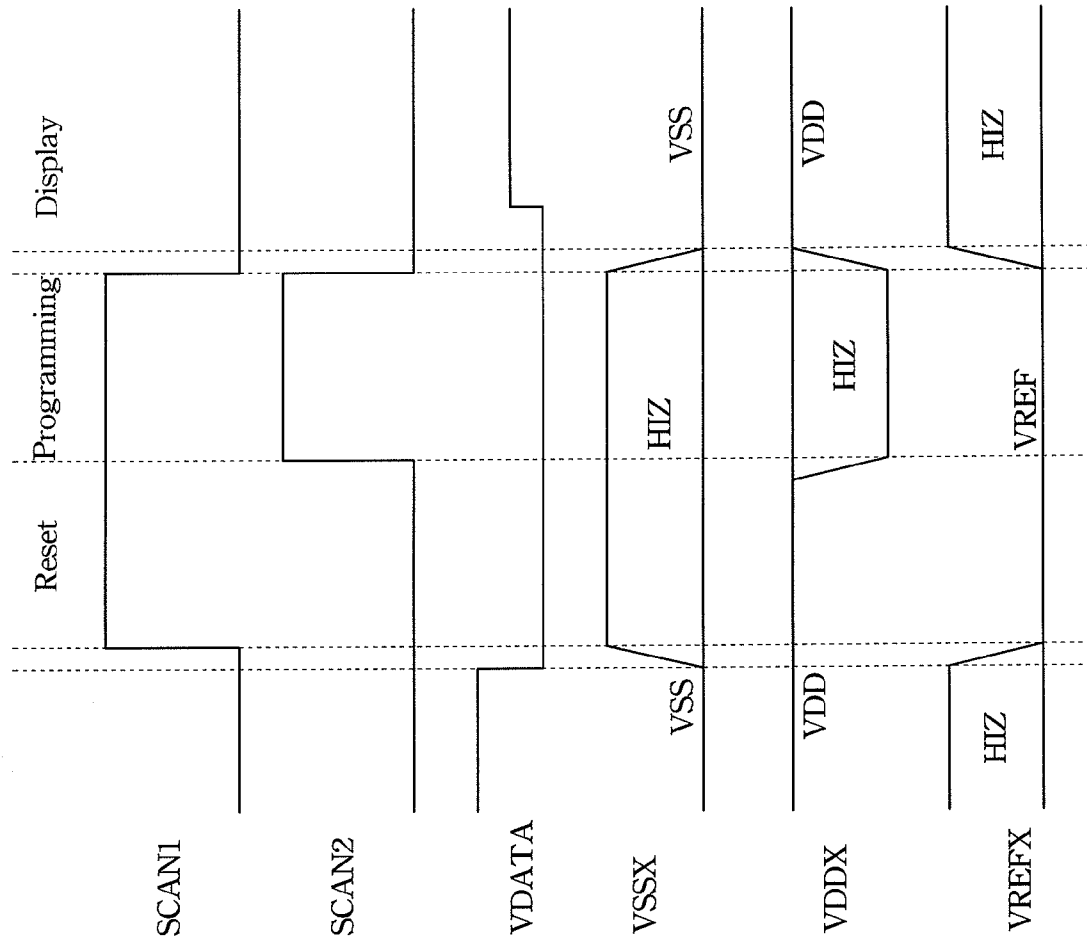 Reset Programming Display
SCAN1
SCAN2
VDATA
VSSX VSS HIZ VSS
VDDX VDD HIZ VDD
VREFX HIZ VREF HIZ